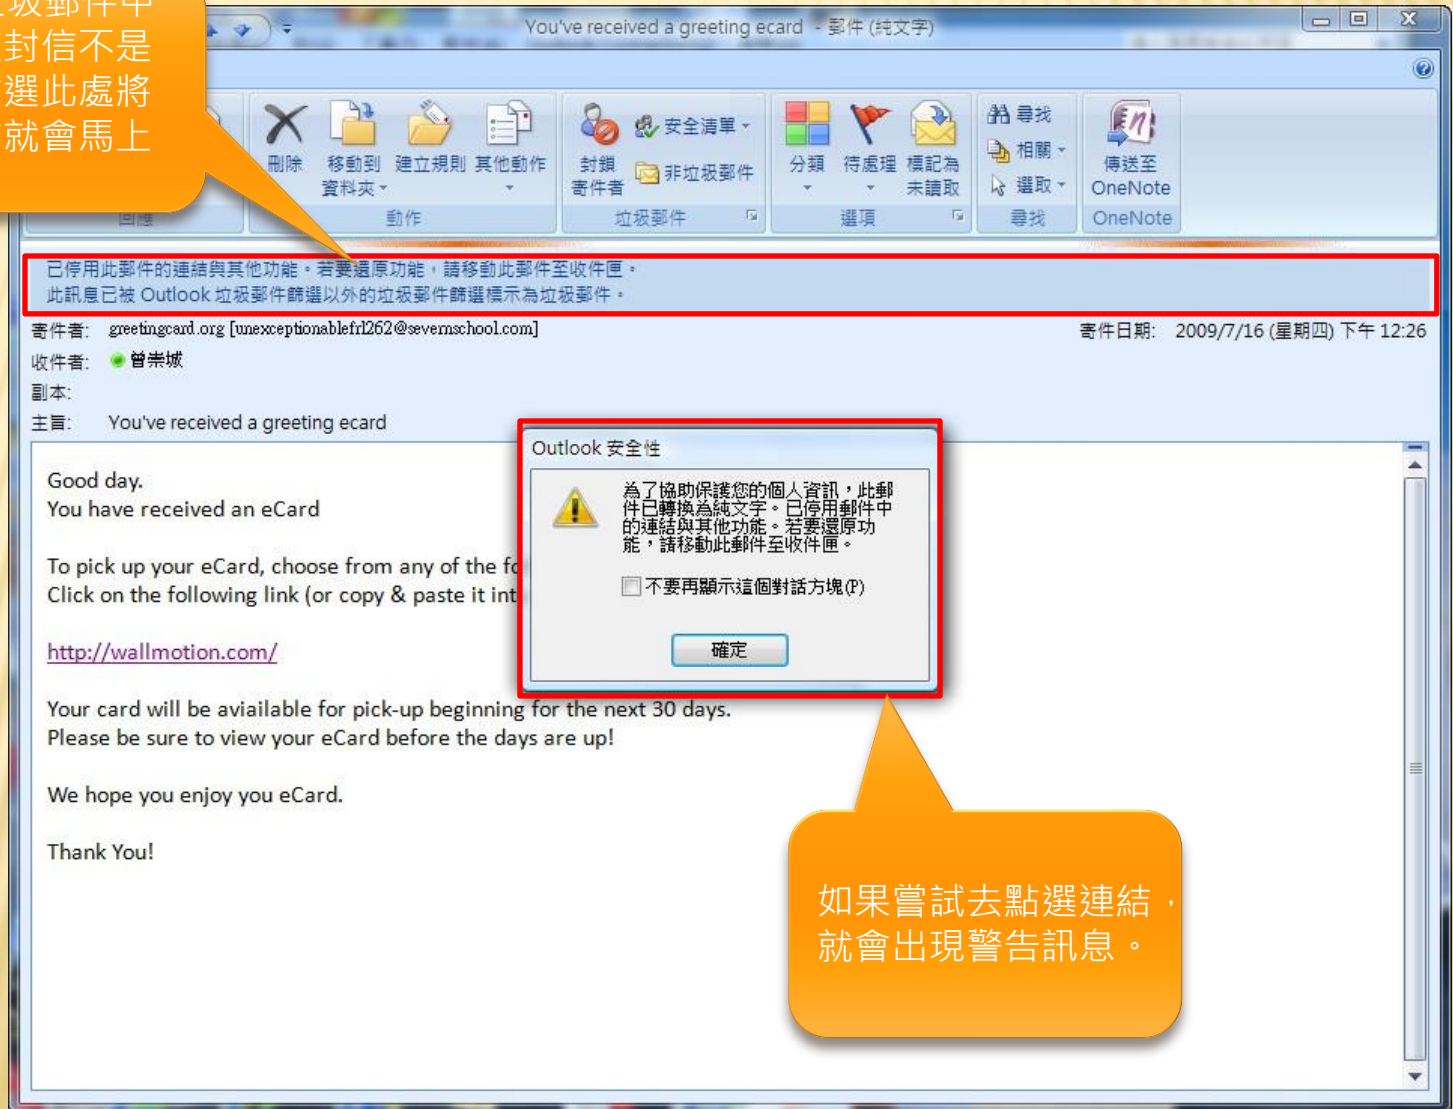 垃圾郵件中
封信不是
選此處將
就會馬上
You've received a greeting ecard - 郵件 (純文字)
刪除
移動到
資料夾
建立規則
其他動作
封鎖
寄件者
安全清單
非垃圾郵件
分類
待處理
標記為
未讀取
尋找
相關
選取
傳送至
OneNote
回應
動作
垃圾郵件
選項
尋找
OneNote
已停用此郵件的連結與其他功能。若要還原功能，請移動此郵件至收件匣。
此訊息已被 Outlook 垃圾郵件篩選以外的垃圾郵件篩選標示為垃圾郵件。
寄件者: greetingcard.org [unexceptionablefrl262@severnschool.com]
寄件日期: 2009/7/16 (星期四) 下午 12:26
收件者: 曾崇城
副本:
主旨: You've received a greeting ecard
Good day.
You have received an eCard
To pick up your eCard, choose from any of the fo
Click on the following link (or copy & paste it int
http://wallmotion.com/
Your card will be aviailable for pick-up beginning for the next 30 days.
Please be sure to view your eCard before the days are up!
We hope you enjoy you eCard.
Thank You!
Outlook 安全性
為了協助保護您的個人資訊，此郵
件已轉換為純文字。已停用郵件中
的連結與其他功能。若要還原功
能，請移動此郵件至收件匣。
不要再顯示這個對話方塊(P)
確定
如果嘗試去點選連結，
就會出現警告訊息。